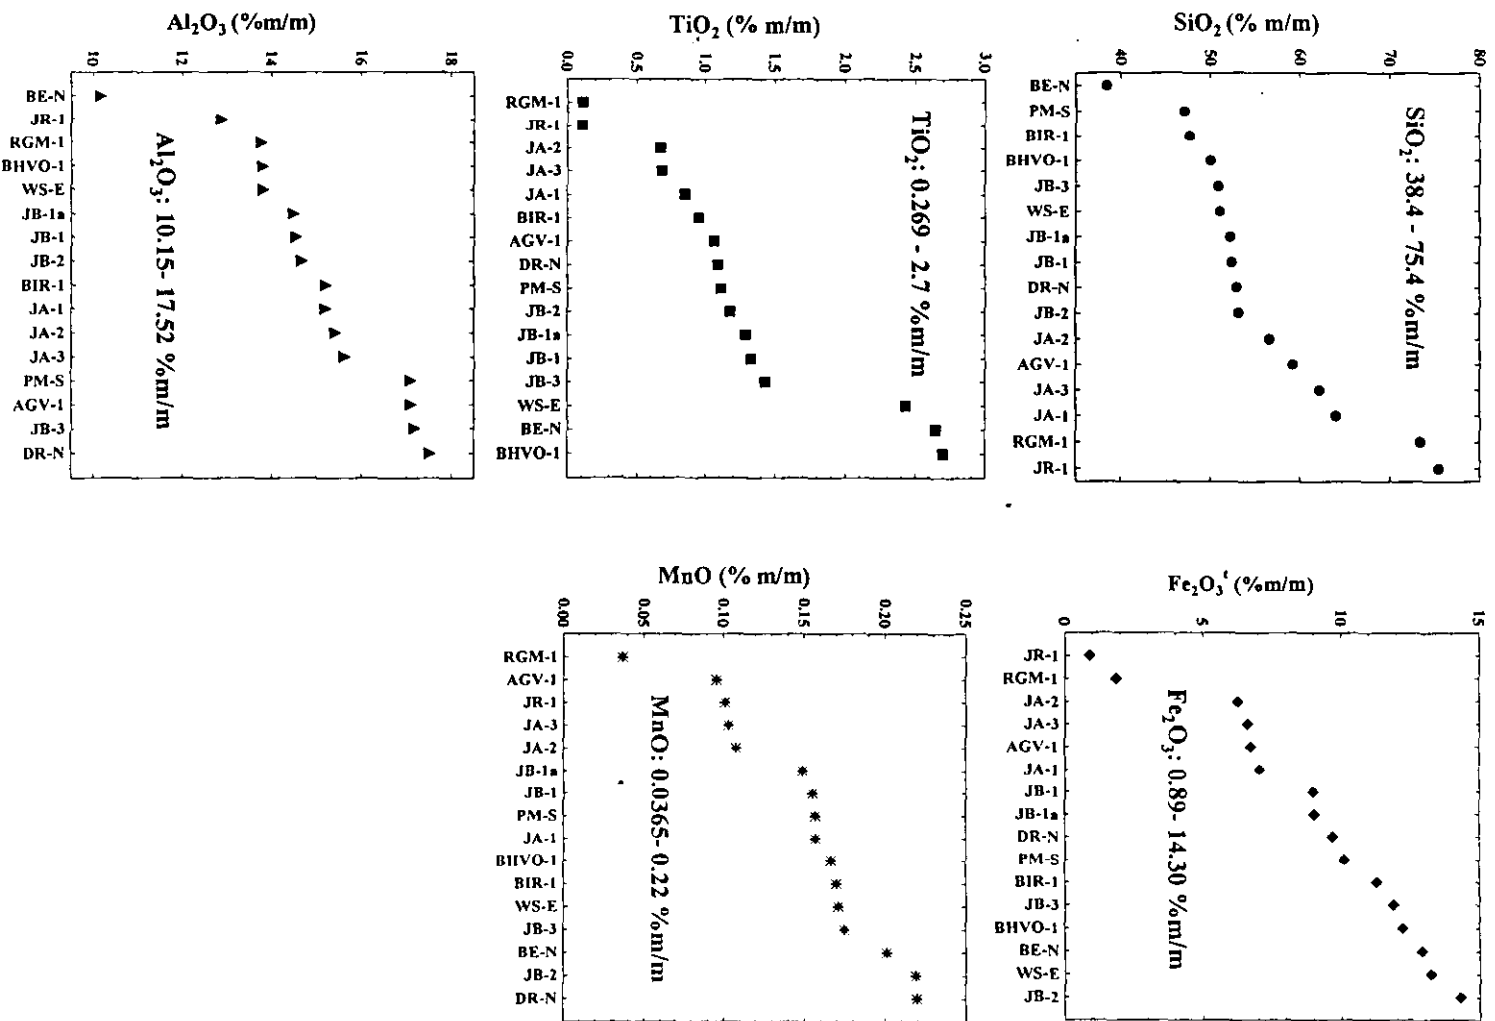 Al₂O₃ (%m/m)
10
12
14
16
18
BE-N
JR-1
RGM-1
BHVO-1
WS-E
JB-1a
JB-1
JB-2
BIR-1
JA-1
JA-2
JA-3
PM-S
AGV-1
JB-3
DR-N
Al₂O₃: 10.15- 17.52 %m/m
TiO₂ (% m/m)
0.0
0.5
1.0
1.5
2.0
2.5
3.0
RGM-1
JR-1
JA-2
JA-3
JA-1
BIR-1
AGV-1
DR-N
PM-S
JB-2
JB-1a
JB-1
JB-3
WS-E
BE-N
BHVO-1
TiO₂: 0.269 - 2.7 %m/m
SiO₂ (% m/m)
40
50
60
70
80
BE-N
PM-S
BIR-1
BHVO-1
JB-3
WS-E
JB-1a
JB-1
DR-N
JB-2
JA-2
AGV-1
JA-3
JA-1
RGM-1
JR-1
SiO₂: 38.4 - 75.4 %m/m
MnO (% m/m)
0.00
0.05
0.10
0.15
0.20
0.25
RGM-1
AGV-1
JR-1
JA-3
JA-2
JB-1a
JB-1
PM-S
JA-1
BHVO-1
BIR-1
WS-E
JB-3
BE-N
JB-2
DR-N
MnO: 0.0365- 0.22 %m/m
Fe₂O₃ᵗ (%m/m)
0
5
10
15
JR-1
RGM-1
JA-2
JA-3
AGV-1
JA-1
JB-1
JB-1a
DR-N
PM-S
BIR-1
JB-3
BHVO-1
BE-N
WS-E
JB-2
Fe₂O₃: 0.89- 14.30 %m/m